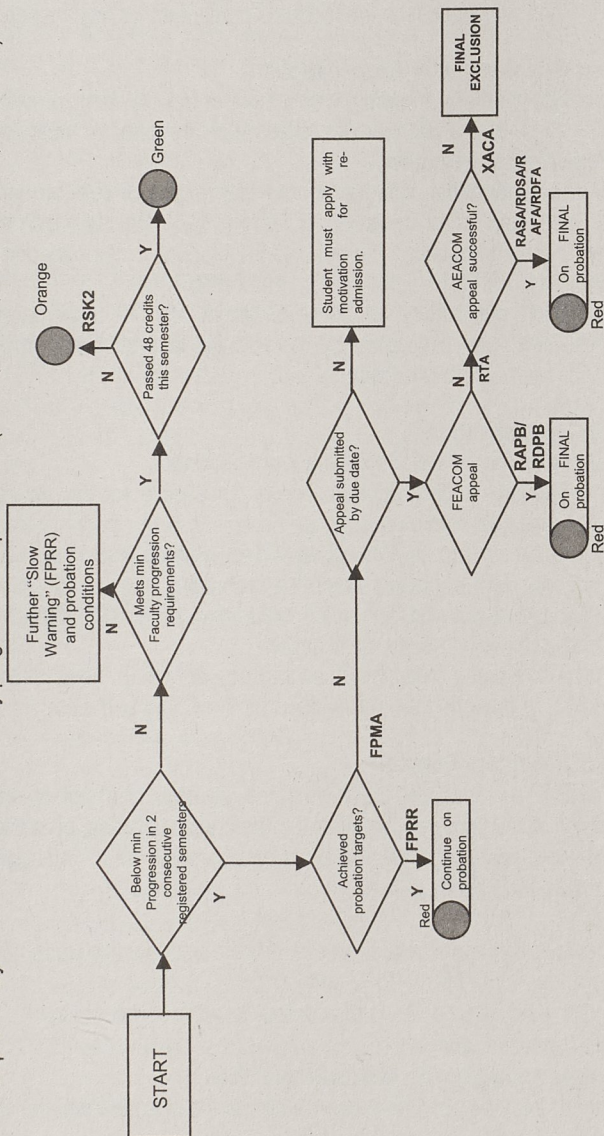 START
Below min
Progression in 2
consecutive
registered semesters
N
Y
Further “Slow
Warning” (FPRR)
and probation
conditions
N
Meets min
Faculty progression
requirements?
Y
Orange
RSK2
N
Passed 48 credits
this semester?
Y
Green
Achieved
probation targets?
FPRR
Y
Red
Continue on
probation
N
FPMA
Appeal submitted
by due date?
N
Student must apply with
motivation for re-
admission.
Y
FEACOM
appeal
RAPB/
RDPB
Y
On FINAL
probation
Red
N
RTA
AEACOM
appeal successful?
N
XACA
FINAL
EXCLUSION
RASA/RDSA/R
AFA/RDFA
Y
On FINAL
probation
Red